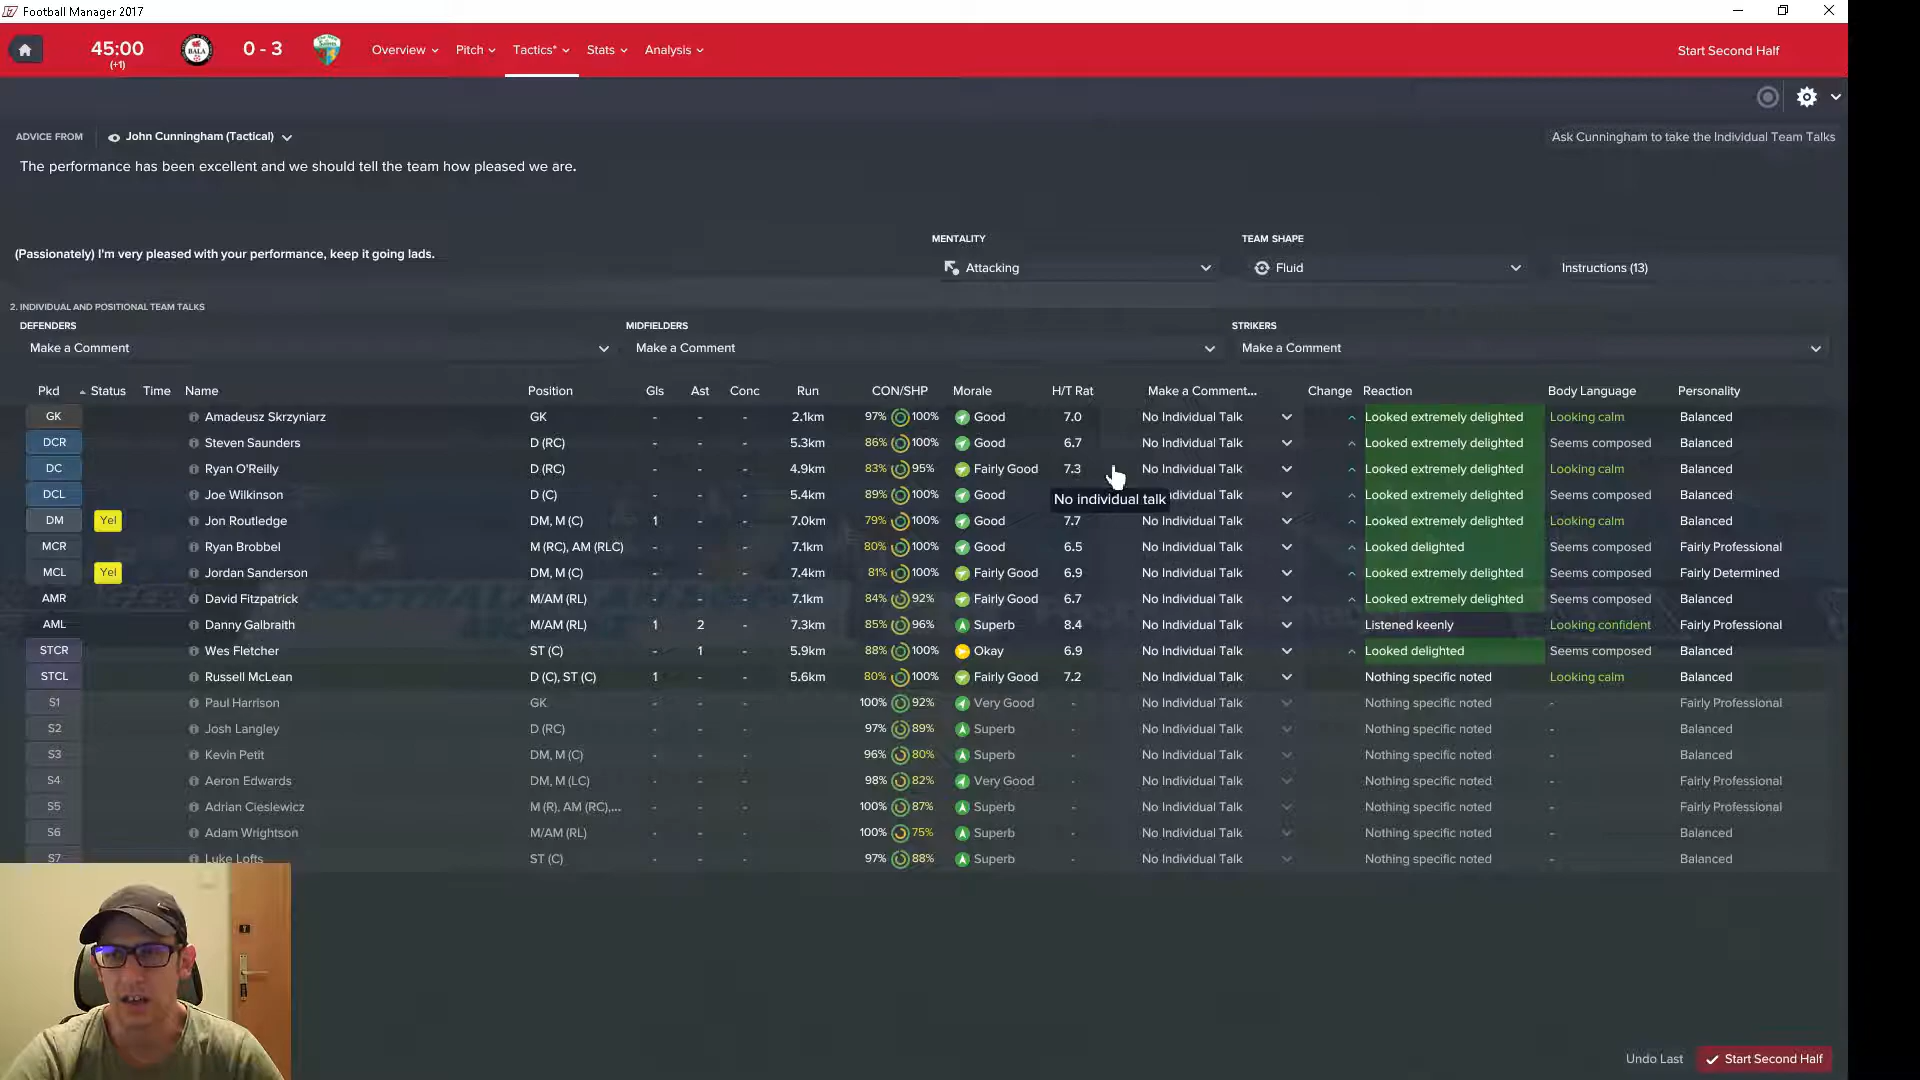 Football Manager 2017
45:00 (+1) BALA 0 - 3 Overview Pitch Tactics* Stats Analysis Start Second Half
ADVICE FROM John Cunningham (Tactical) Ask Cunningham to take the Individual Team Talks
The performance has been excellent and we should tell the team how pleased we are.
MENTALITY TEAM SHAPE
(Passionately) I'm very pleased with your performance, keep it going lads. Attacking Fluid Instructions (13)
2. INDIVIDUAL AND POSITIONAL TEAM TALKS
DEFENDERS MIDFIELDERS STRIKERS
Make a Comment Make a Comment Make a Comment
Pkd Status Time Name Position Gls Ast Conc Run CON/SHP Morale H/T Rat Make a Comment... Change Reaction Body Language Personality
GK Amadeusz Skrzyniarz GK - - - 2.1km 97% 100% Good 7.0 No Individual Talk Looked extremely delighted Looking calm Balanced
DCR Steven Saunders D (RC) - - - 5.3km 86% 100% Good 6.7 No Individual Talk Looked extremely delighted Seems composed Balanced
DC Ryan O'Reilly D (RC) - - - 4.9km 83% 95% Fairly Good 7.3 No Individual Talk Looked extremely delighted Looking calm Balanced
DCL Joe Wilkinson D (C) - - - 5.4km 89% 100% Good No individual talk dividual Talk Looked extremely delighted Seems composed Balanced
DM Yel Jon Routledge DM, M (C) 1 - - 7.0km 79% 100% Good 7.7 No Individual Talk Looked extremely delighted Looking calm Balanced
MCR Ryan Brobbel M (RC), AM (RLC) - - - 7.1km 80% 100% Good 6.5 No Individual Talk Looked delighted Seems composed Fairly Professional
MCL Yel Jordan Sanderson DM, M (C) - - - 7.4km 81% 100% Fairly Good 6.9 No Individual Talk Looked extremely delighted Seems composed Fairly Determined
AMR David Fitzpatrick M/AM (RL) - - - 7.1km 84% 92% Fairly Good 6.7 No Individual Talk Looked extremely delighted Seems composed Balanced
AML Danny Galbraith M/AM (RL) 1 2 - 7.3km 85% 96% Superb 8.4 No Individual Talk Listened keenly Looking confident Fairly Professional
STCR Wes Fletcher ST (C) - 1 - 5.9km 88% 100% Okay 6.9 No Individual Talk Looked delighted Seems composed Balanced
STCL Russell McLean D (C), ST (C) 1 - - 5.6km 80% 100% Fairly Good 7.2 No Individual Talk Nothing specific noted Looking calm Balanced
S1 Paul Harrison GK - - - 100% 92% Very Good - No Individual Talk Nothing specific noted - Fairly Professional
S2 Josh Langley D (RC) - - - 97% 89% Superb - No Individual Talk Nothing specific noted - Balanced
S3 Kevin Petit DM, M (C) - - - 96% 80% Superb - No Individual Talk Nothing specific noted - Balanced
S4 Aeron Edwards DM, M (LC) - - - 98% 82% Very Good - No Individual Talk Nothing specific noted - Fairly Professional
S5 Adrian Cieslewicz M (R), AM (RC),... - - - 100% 87% Superb - No Individual Talk Nothing specific noted - Fairly Professional
S6 Adam Wrightson M/AM (RL) - - - 100% 75% Superb - No Individual Talk Nothing specific noted - Balanced
S7 Luke Lofts ST (C) - - - 97% 88% Superb - No Individual Talk Nothing specific noted - Balanced
Undo Last Start Second Half